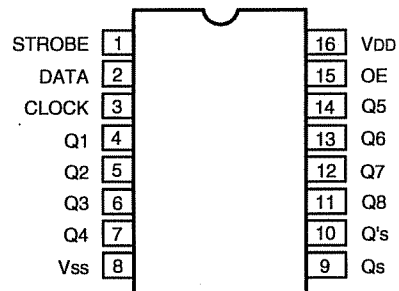 STROBE 1 16 VDD
DATA 2 15 OE
CLOCK 3 14 Q5
Q1 4 13 Q6
Q2 5 12 Q7
Q3 6 11 Q8
Q4 7 10 Q's
Vss 8 9 Qs